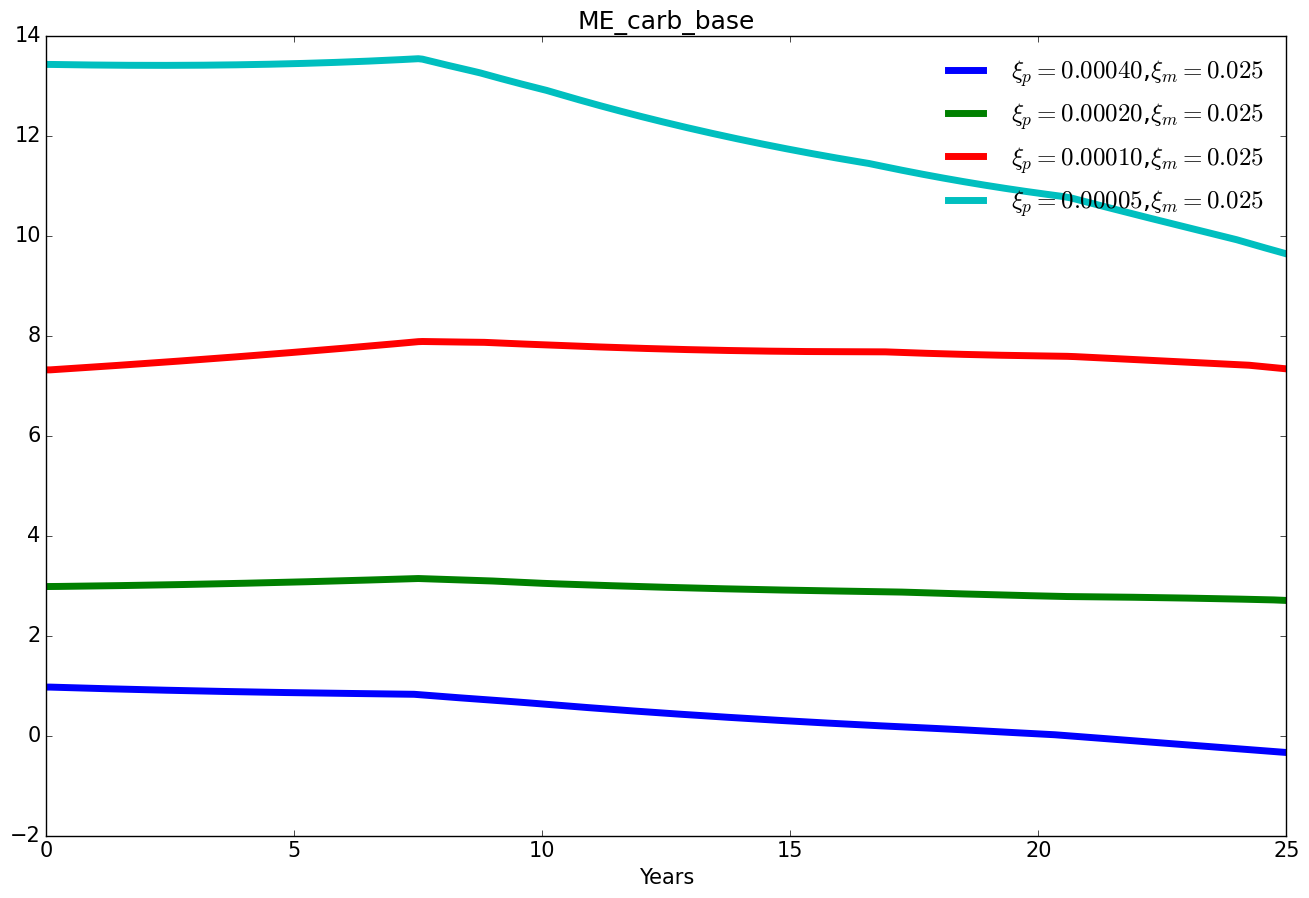 ME_carb_base
14
12
10
8
6
4
2
0
−2
0 5 10 15 20 25
Years
ξp = 0.00040,ξm = 0.025
ξp = 0.00020,ξm = 0.025
ξp = 0.00010,ξm = 0.025
ξp = 0.00005,ξm = 0.025